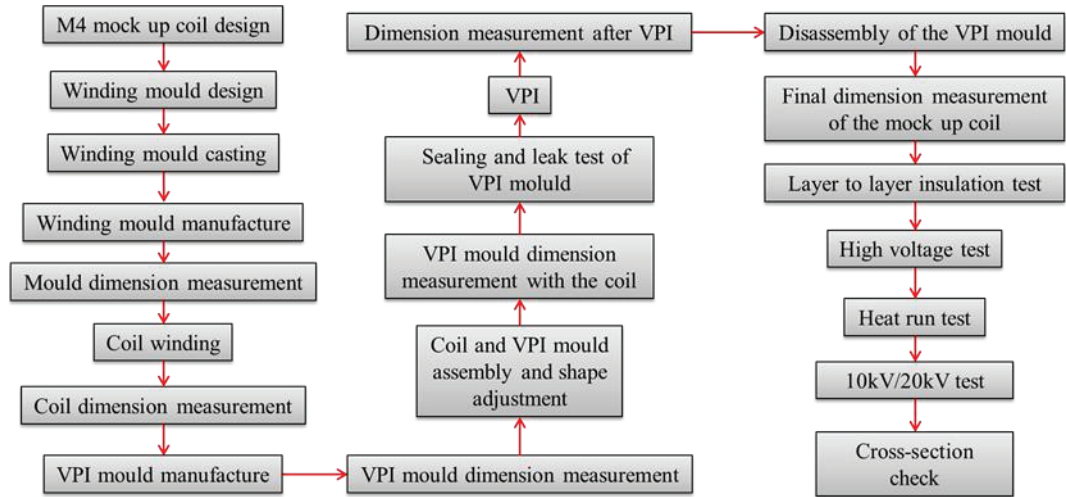 M4 mock up coil design
Winding mould design
Winding mould casting
Winding mould manufacture
Mould dimension measurement
Coil winding
Coil dimension measurement
VPI mould manufacture
VPI mould dimension measurement
Coil and VPI mould
assembly and shape
adjustment
VPI mould dimension
measurement with the coil
Sealing and leak test of
VPI moluld
VPI
Dimension measurement after VPI
Disassembly of the VPI mould
Final dimension measurement
of the mock up coil
Layer to layer insulation test
High voltage test
Heat run test
10kV/20kV test
Cross-section
check